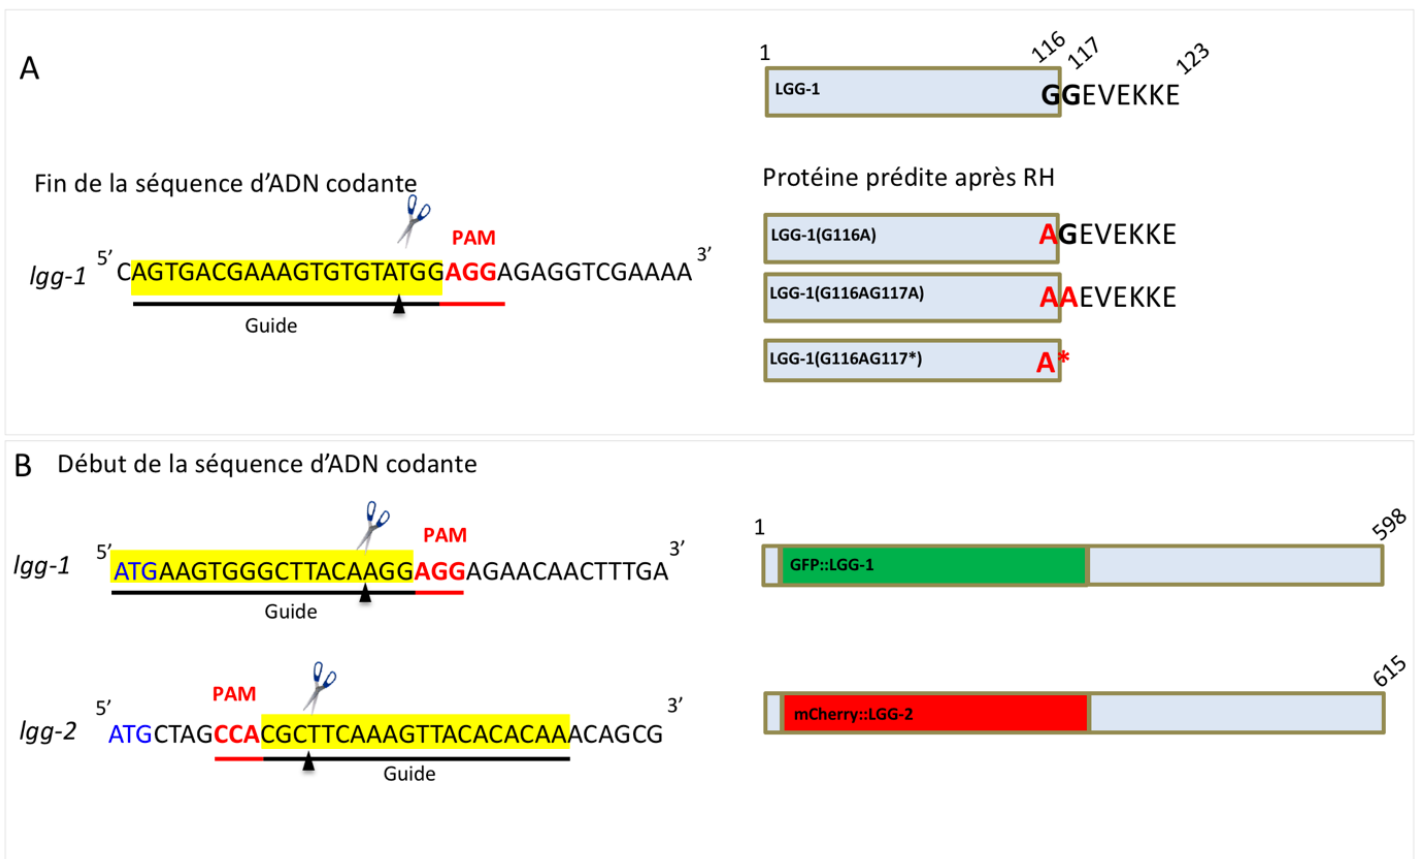 A
1
116
117
123
LGG-1
GGEVEKKE
Fin de la séquence d'ADN codante
Protéine prédite après RH
PAM
lgg-1 5' CAGTGACGAAAGTGTGTATGGAGGAGAGGTCGAAAA 3'
Guide
LGG-1(G116A)
AGEVEKKE
LGG-1(G116AG117A)
AAEVEKKE
LGG-1(G116AG117*)
A*
B Début de la séquence d'ADN codante
PAM
lgg-1 5' ATGAAGTGGGCTTACAAGGAGGAGAACAACTTTGA 3'
Guide
1
598
GFP::LGG-1
PAM
lgg-2 5' ATGCTAGCCACGCTTCAAAGTTACACACAAACAGCG 3'
Guide
615
mCherry::LGG-2